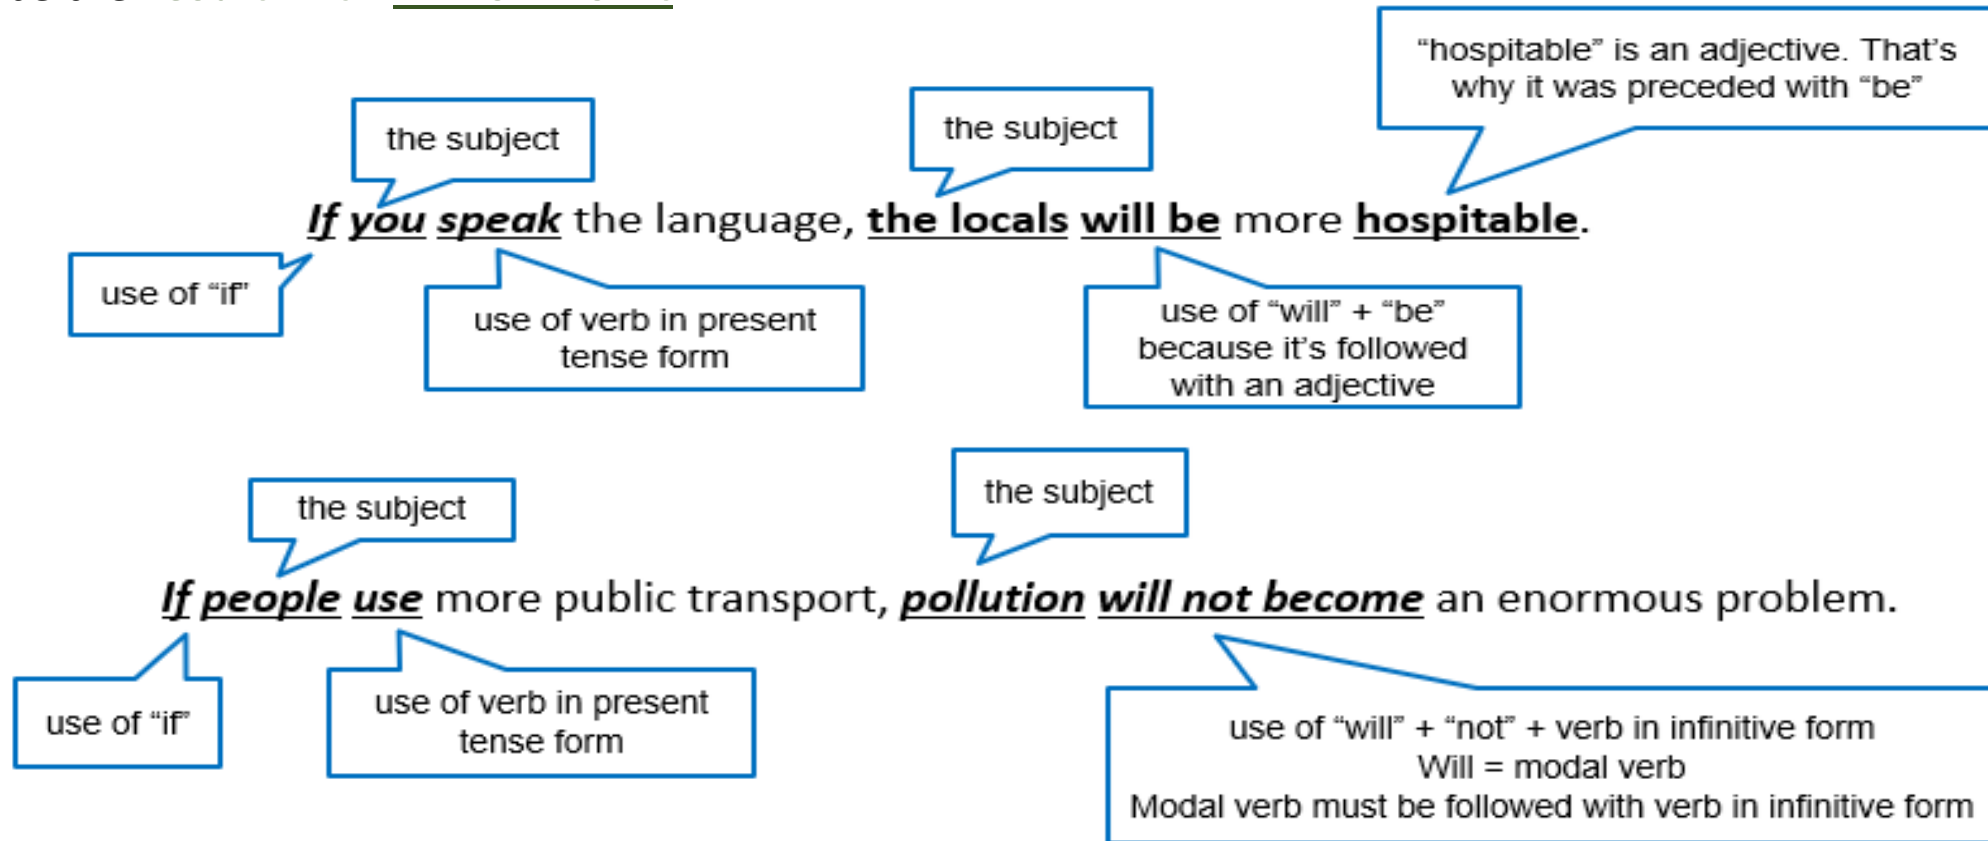 “hospitable” is an adjective. That’s
why it was preceded with “be”
the subject
the subject
If you speak the language, the locals will be more hospitable.
use of “if”
use of verb in present
tense form
use of “will” + “be”
because it’s followed
with an adjective
the subject
the subject
If people use more public transport, pollution will not become an enormous problem.
use of “if”
use of verb in present
tense form
use of “will” + “not” + verb in infinitive form
Will = modal verb
Modal verb must be followed with verb in infinitive form